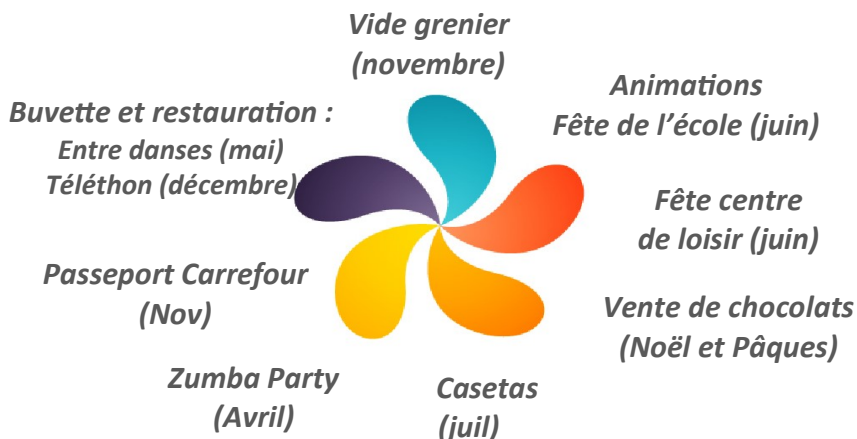 Vide grenier
(novembre)
Animations
Fête de l’école (juin)
Buvette et restauration :
Entre danses (mai)
Téléthon (décembre)
Fête centre
de loisir (juin)
Passeport Carrefour
(Nov)
Vente de chocolats
(Noël et Pâques)
Zumba Party
(Avril)
Casetas
(juil)